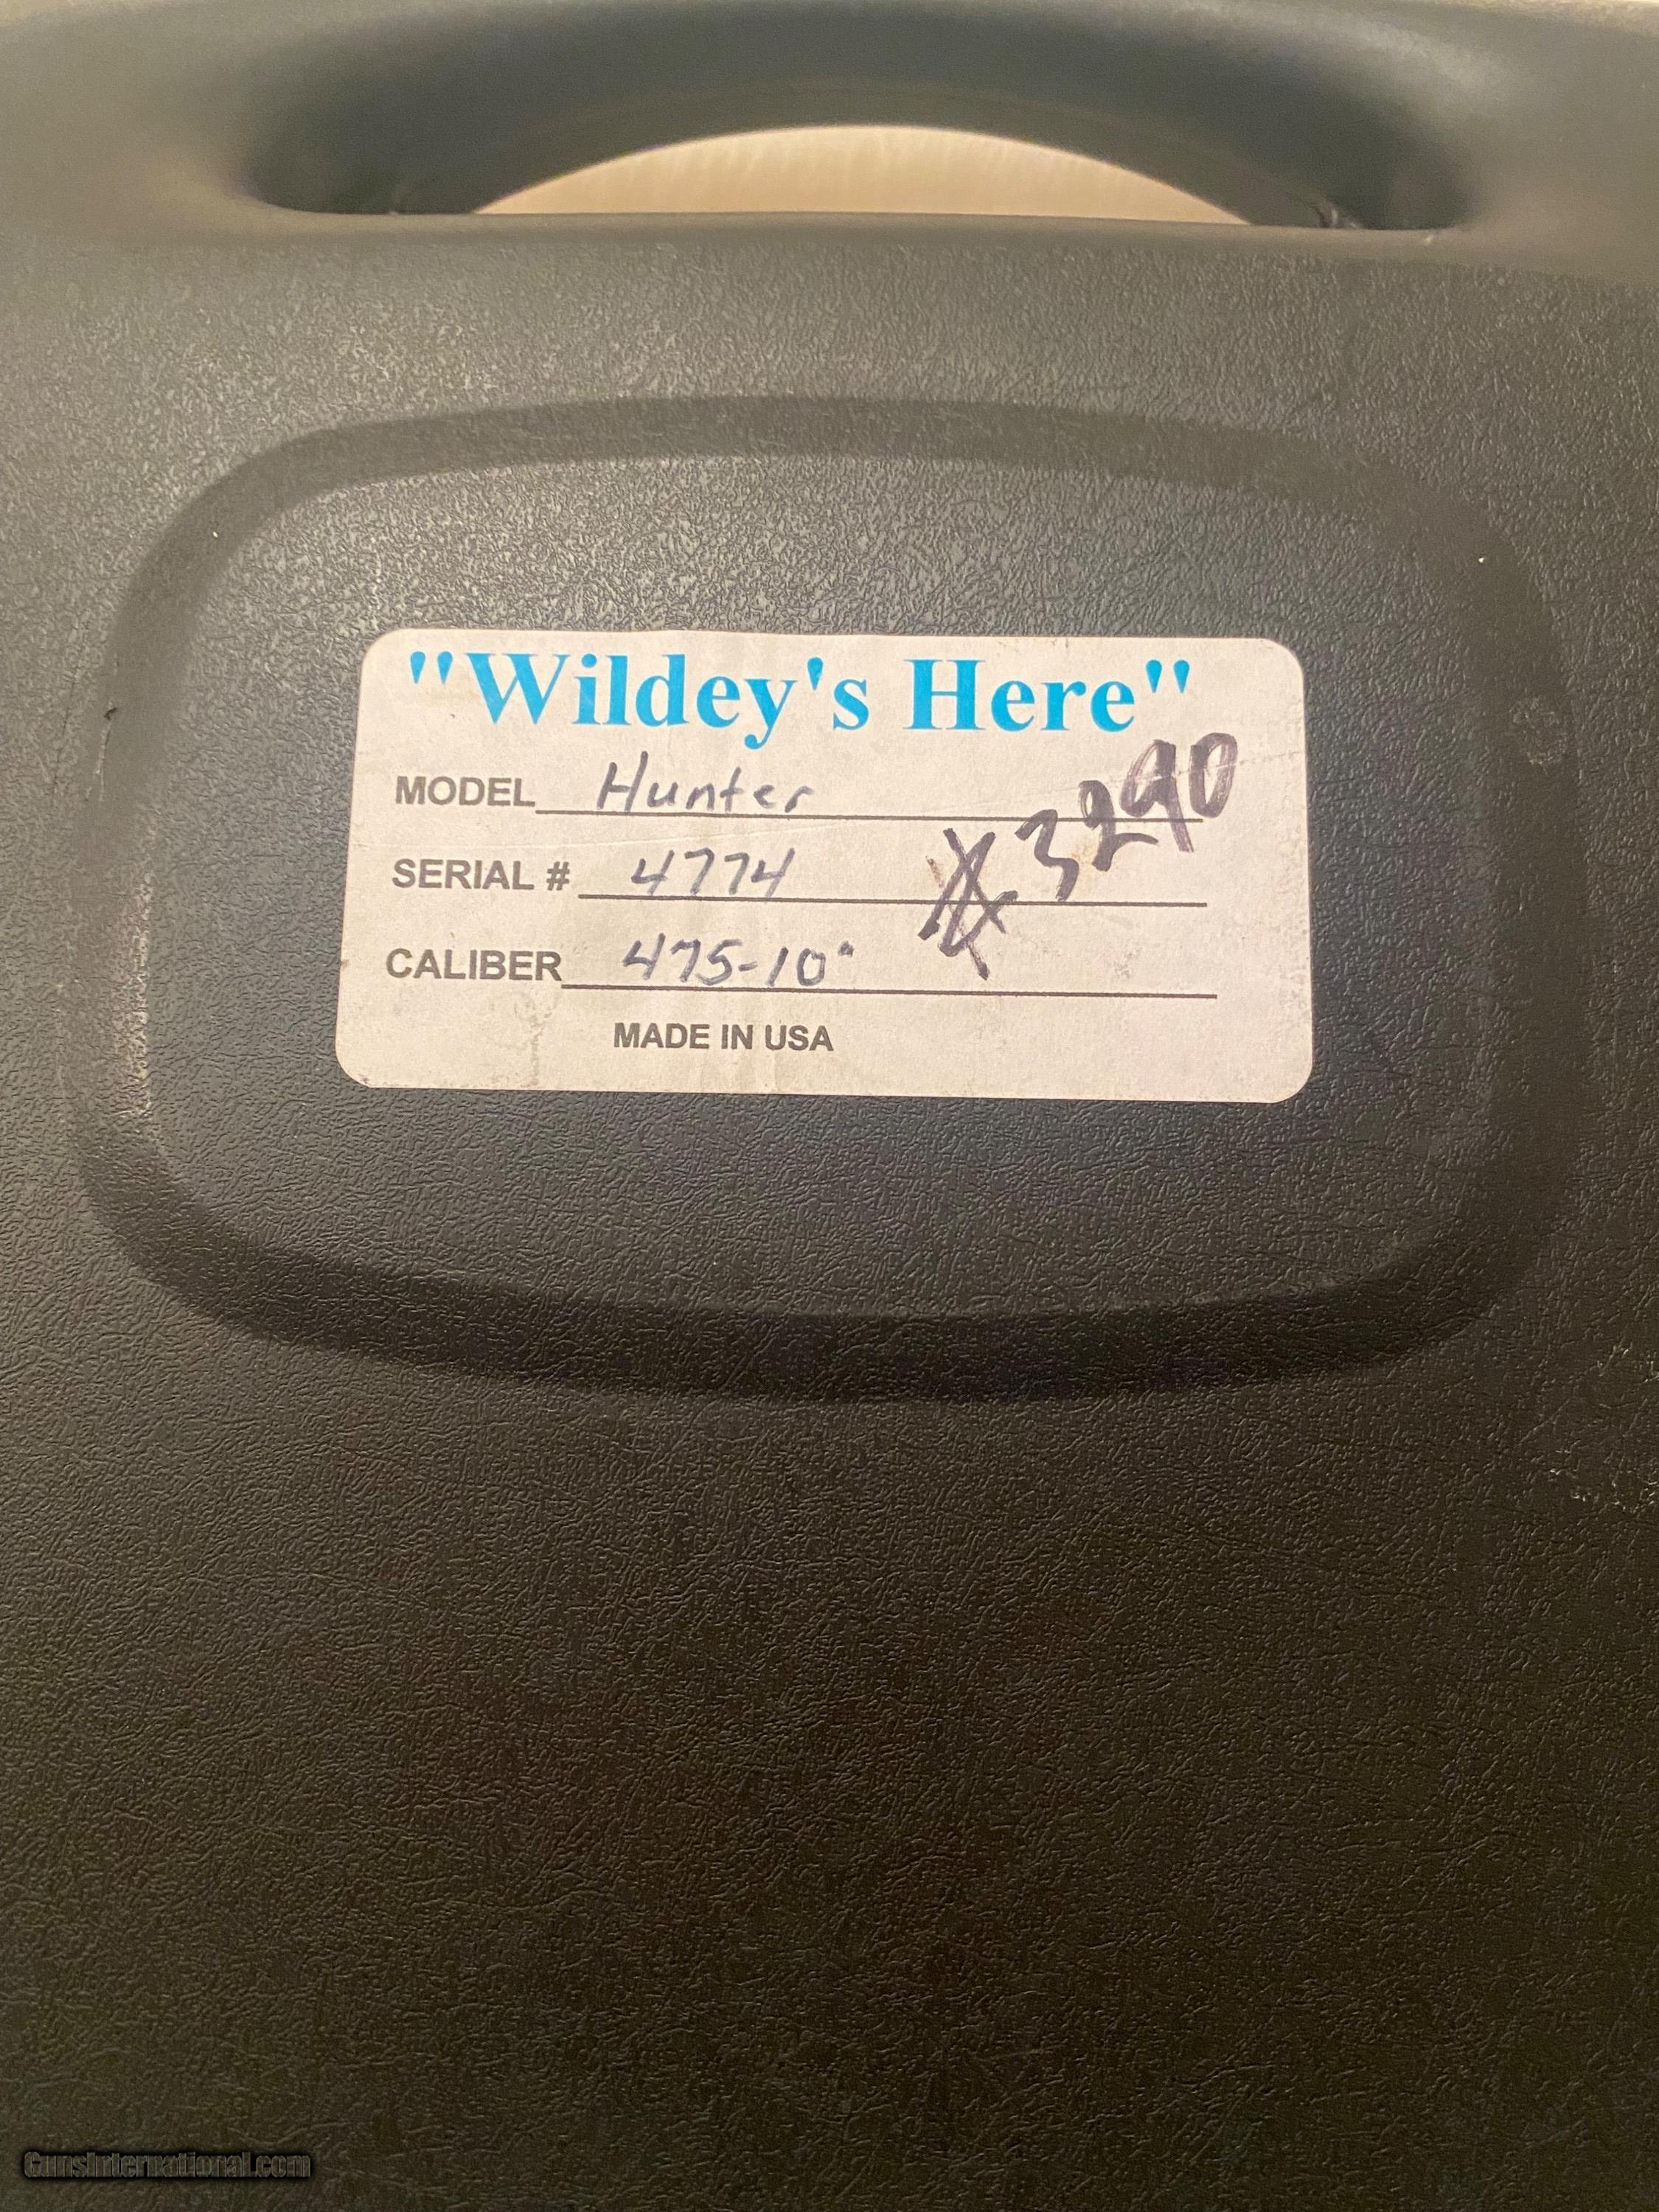 "Wildey's Here"
MODEL Hunter
3290
SERIAL # 4774
CALIBER 475-10"
MADE IN USA
GunsInternational.com